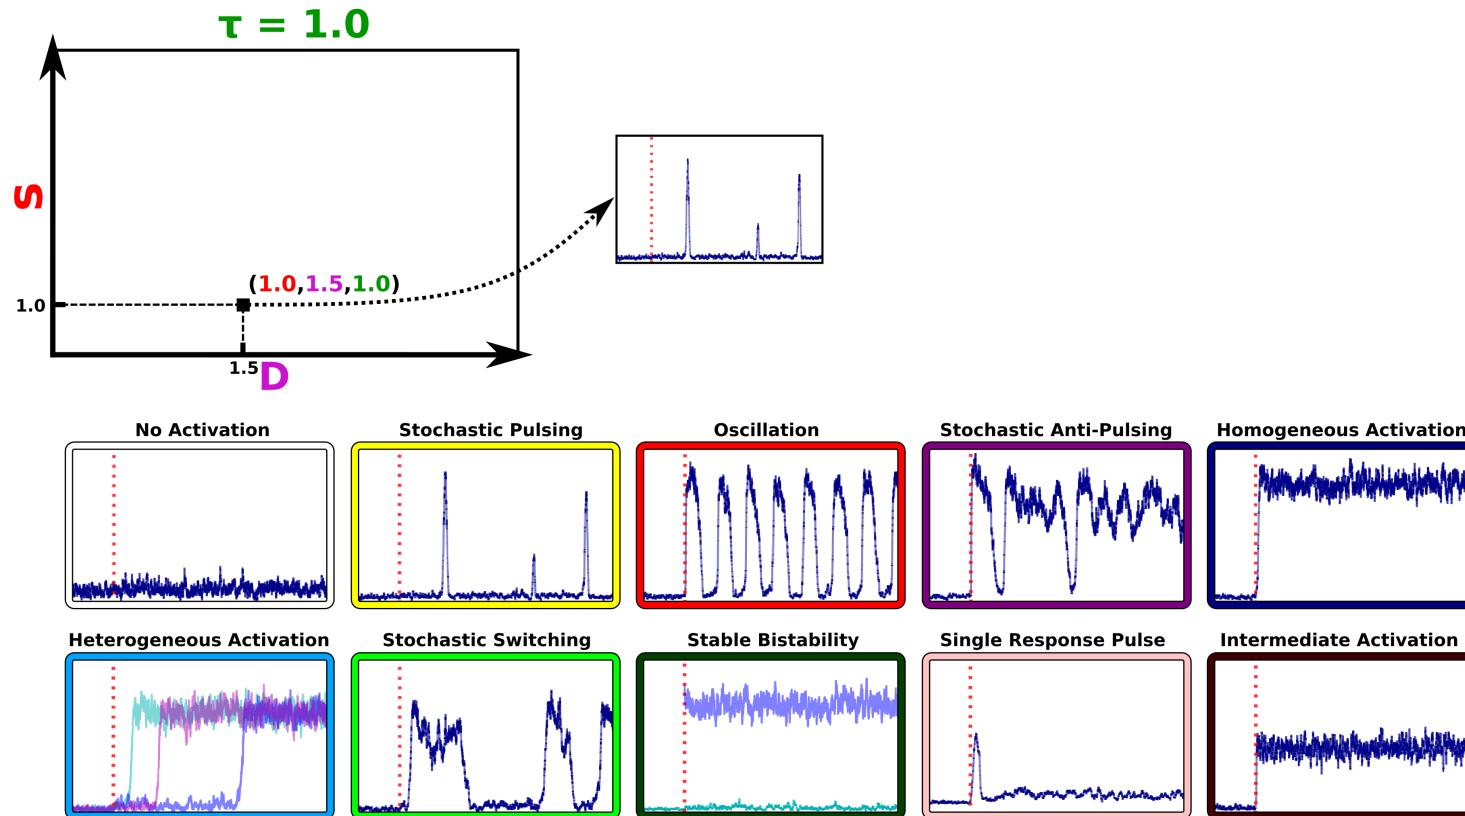 τ = 1.0
S
(1.0,1.5,1.0)
1.0
1.5
D
No Activation
Stochastic Pulsing
Oscillation
Stochastic Anti-Pulsing
Homogeneous Activation
Heterogeneous Activation
Stochastic Switching
Stable Bistability
Single Response Pulse
Intermediate Activation